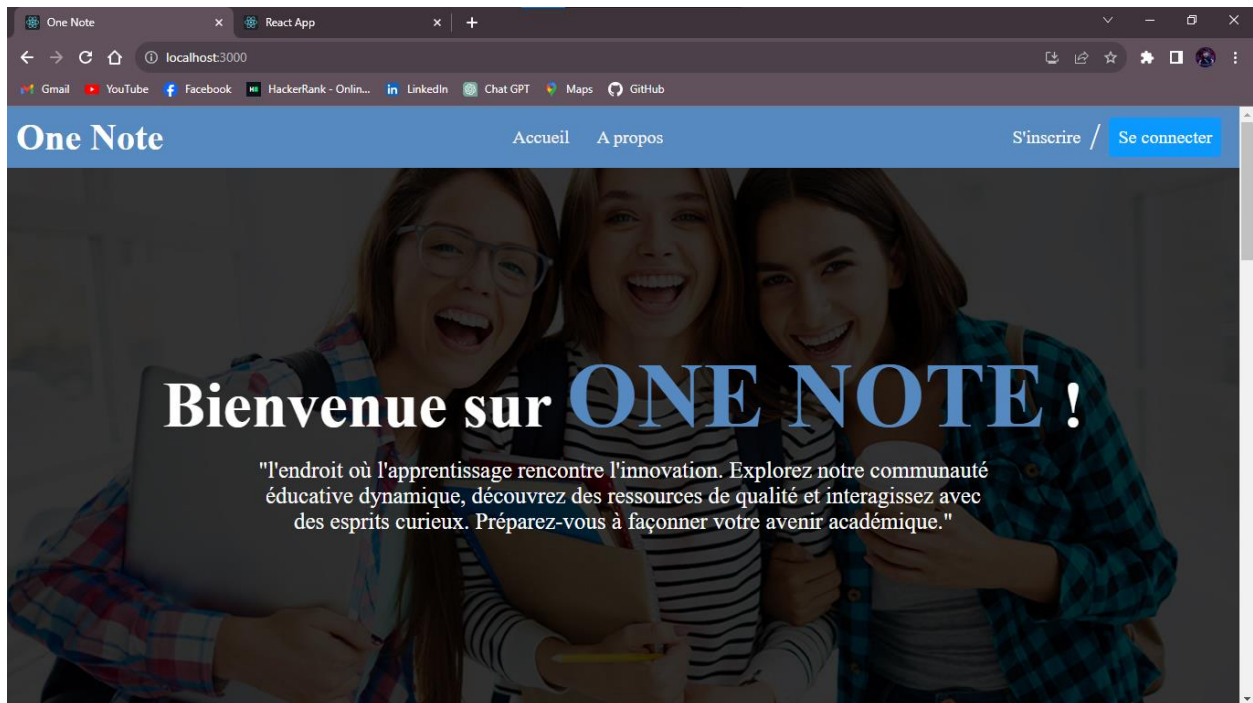 One Note
React App
localhost:3000
Gmail YouTube Facebook HackerRank - Onlin... LinkedIn Chat GPT Maps GitHub
One Note
Accueil A propos
S'inscrire / Se connecter
Bienvenue sur ONE NOTE !
"l'endroit où l'apprentissage rencontre l'innovation. Explorez notre communauté
éducative dynamique, découvrez des ressources de qualité et interagissez avec
des esprits curieux. Préparez-vous à façonner votre avenir académique."